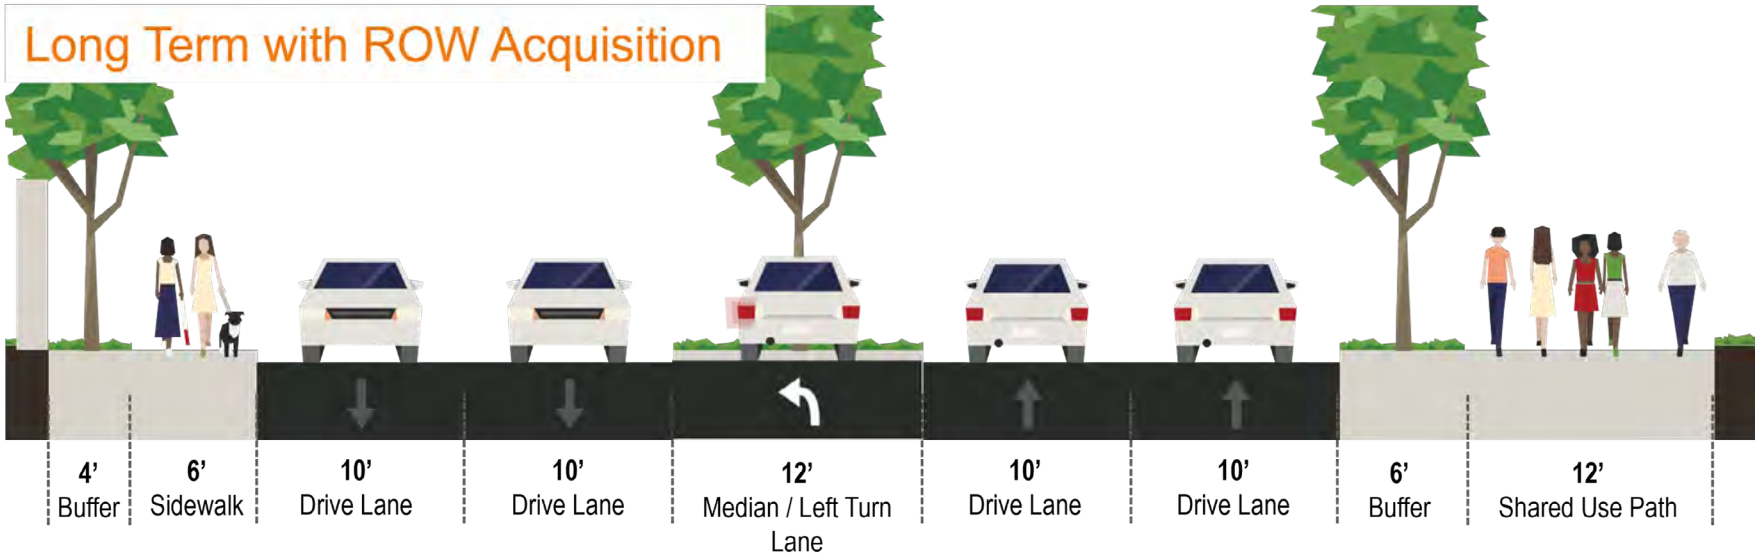 Long Term with ROW Acquisition
4’ 6’ 10’ 10’ 12’ 10’ 10’ 6’ 12’
Buffer Sidewalk Drive Lane Drive Lane Median / Left Turn Drive Lane Drive Lane Buffer Shared Use Path
Lane